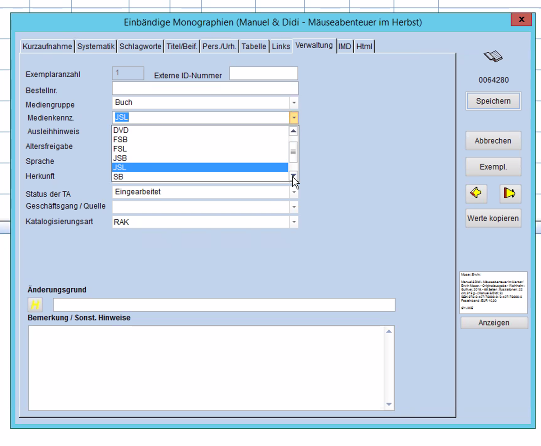 Einbändige Monographien (Manuel & Didi - Mäuseabenteuer im Herbst)
x
Kurzaufnahme Systematik Schlagworte Titel/Beif. Pers./Urh. Tabelle Links Verwaltung IMD Html
Exemplaranzahl 1 Externe ID-Nummer
0064280
Bestellnr.
Mediengruppe Buch
Speichern
Medienkennz. JSL
Ausleihhinweis DVD
FSB
Abbrechen
Altersfreigabe FSL
Sprache JSB
JSL
Exempl.
Herkunft SB
Status der TA Eingearbeitet
Geschäftsgang / Quelle
Werte kopieren
Katalogisierungsart RAK
Änderungsgrund
Bemerkung / Sonst. Hinweise
Anzeigen